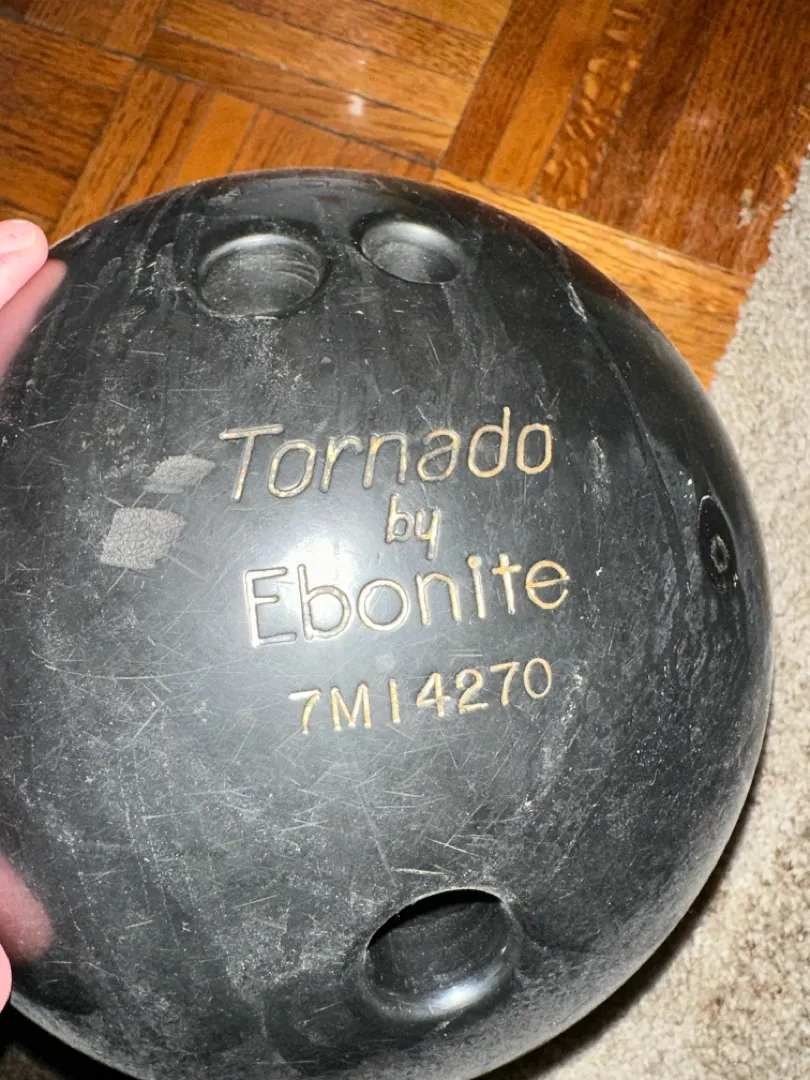 Tornado
by
Ebonite
7M14270